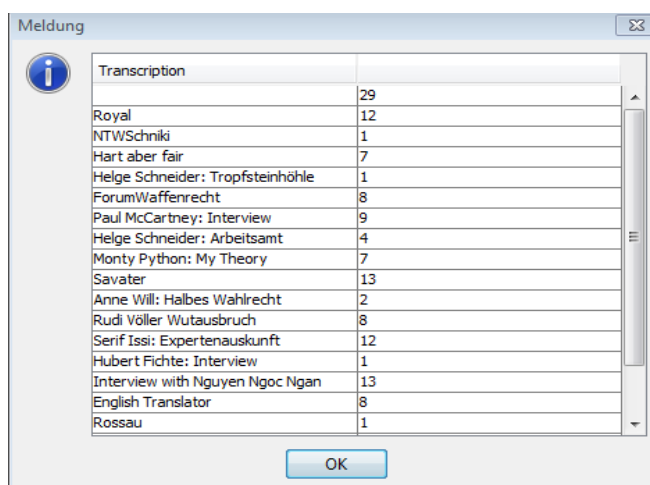 Meldung
Transcription
29
Royal 12
NTWSchniki 1
Hart aber fair 7
Helge Schneider: Tropfsteinhöhle 1
ForumWaffenrecht 8
Paul McCartney: Interview 9
Helge Schneider: Arbeitsamt 4
Monty Python: My Theory 7
Savater 13
Anne Will: Halbes Wahlrecht 2
Rudi Völler Wutausbruch 8
Serif Issi: Expertenauskunft 12
Hubert Fichte: Interview 1
Interview with Nguyen Ngoc Ngan 13
English Translator 8
Rossau 1
OK